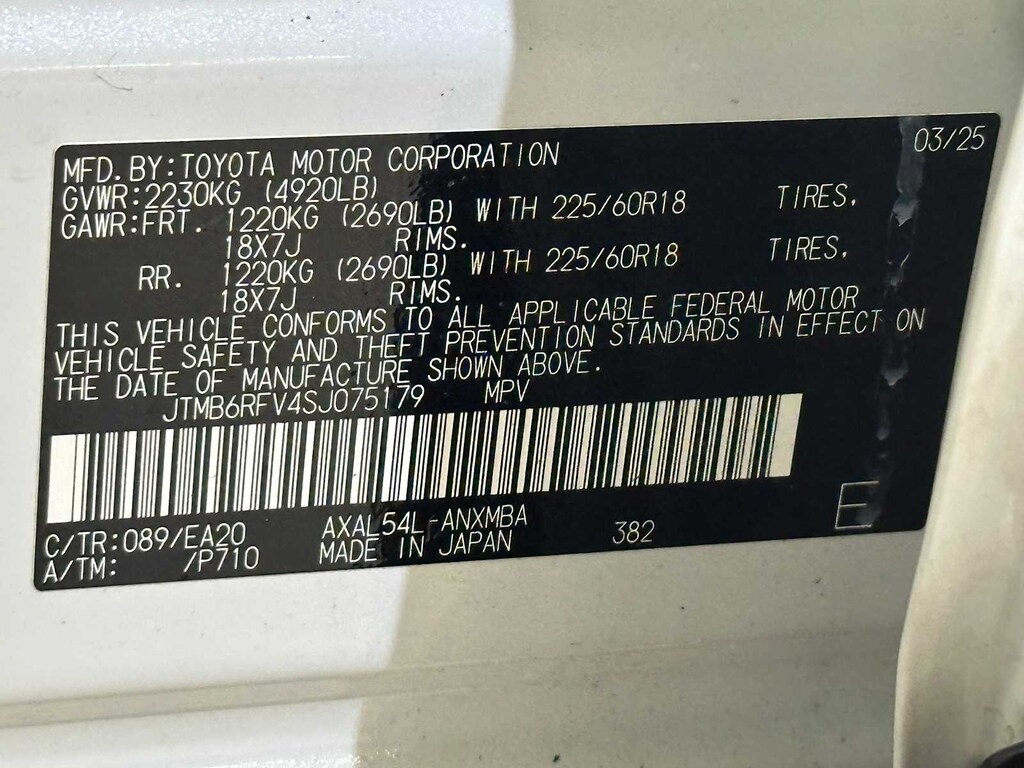 03/25
MFD.BY:TOYOTA MOTOR CORPORATION
GVWR:2230KG (4920LB)
GAWR:FRT. 1220KG (2690LB) WITH 225/60R18 TIRES.
18X7J RIMS.
RR. 1220KG (2690LB) WITH 225/60R18 TIRES.
18X7J RIMS.
THIS VEHICLE CONFORMS TO ALL APPLICABLE FEDERAL MOTOR
VEHICLE SAFETY AND THEFT PREVENTION STANDARDS IN EFFECT ON
THE DATE OF MANUFACTURE SHOWN ABOVE.
JTMB6RFV4SJ075179 MPV
C/TR:089/EA20 AXAL54L-ANXMBA 382 E
A/TM: /P710 MADE IN JAPAN